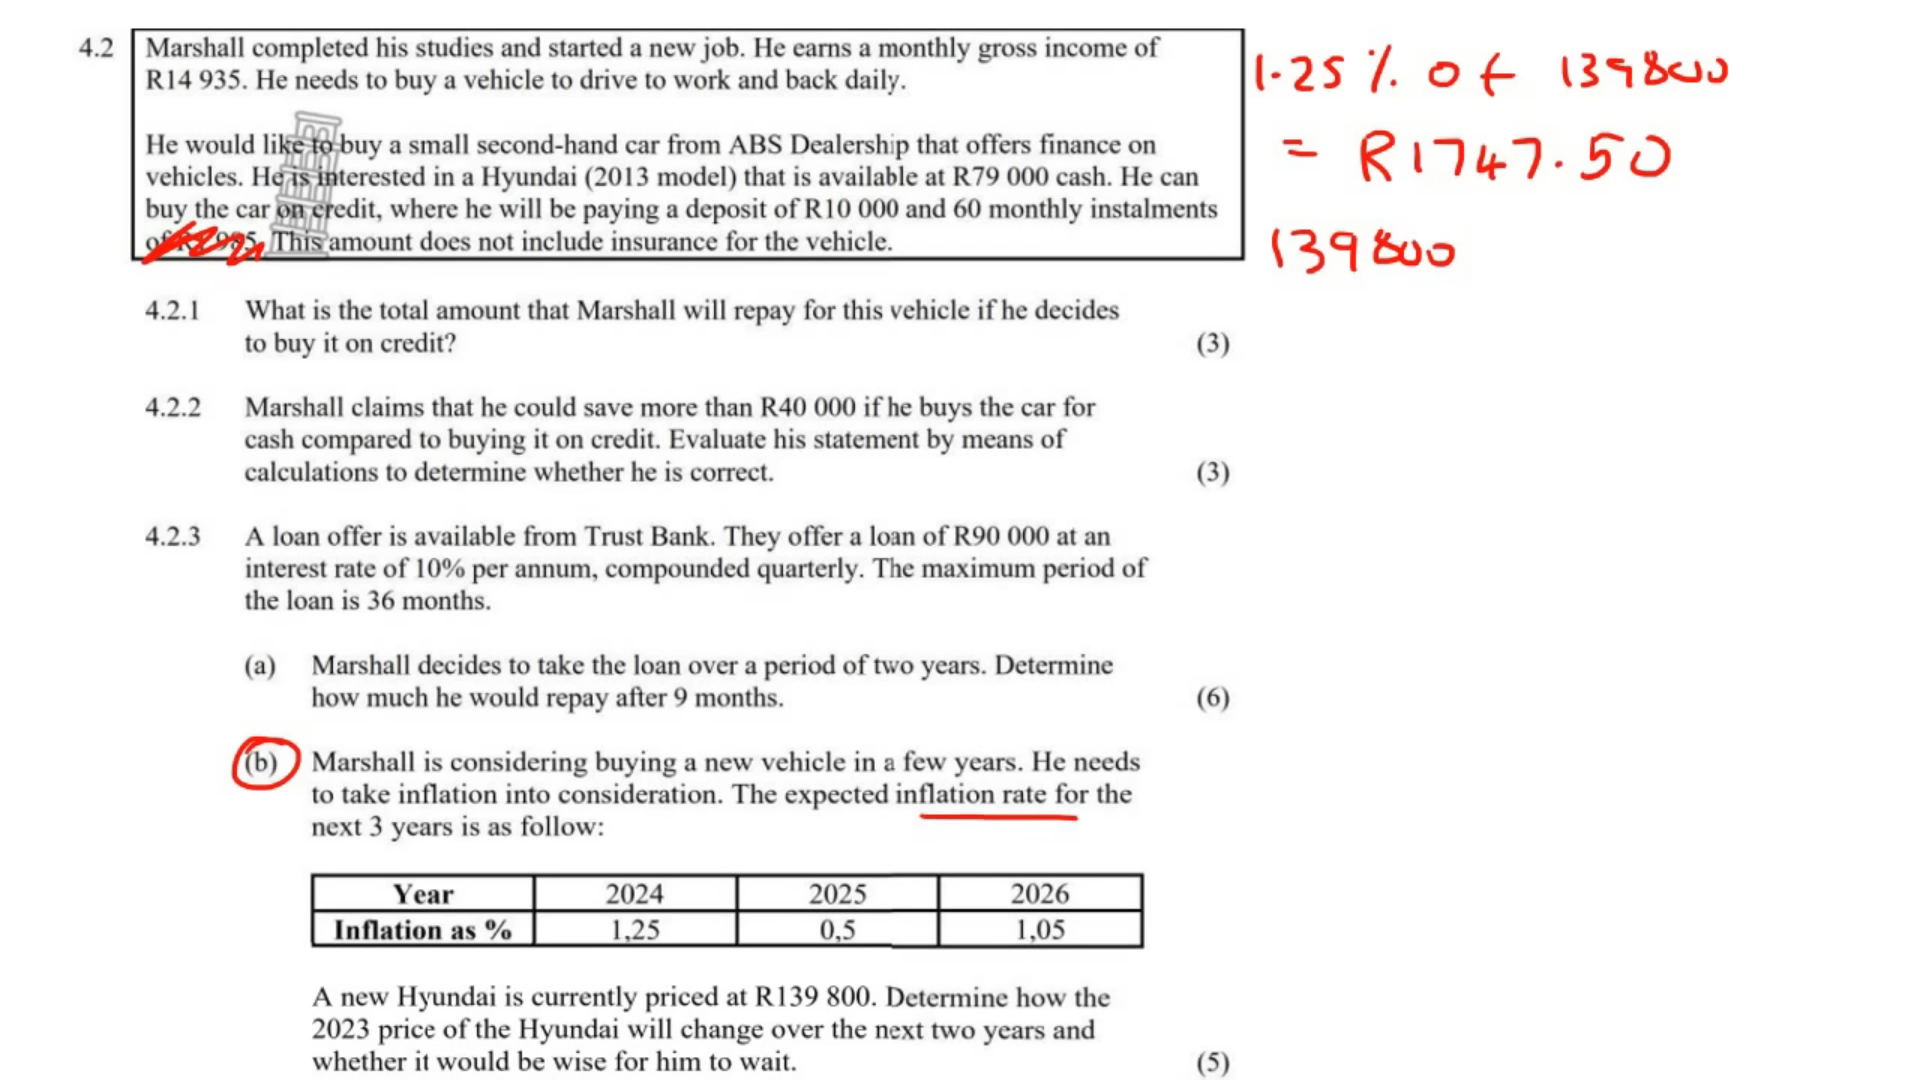 4.2 Marshall completed his studies and started a new job. He earns a monthly gross income of
R14 935. He needs to buy a vehicle to drive to work and back daily.
He would like to buy a small second-hand car from ABS Dealership that offers finance on
vehicles. He is interested in a Hyundai (2013 model) that is available at R79 000 cash. He can
buy the car on credit, where he will be paying a deposit of R10 000 and 60 monthly instalments
of This amount does not include insurance for the vehicle.
1.25 % of 139800
= R1747.50
139800
4.2.1 What is the total amount that Marshall will repay for this vehicle if he decides
to buy it on credit? (3)
4.2.2 Marshall claims that he could save more than R40 000 if he buys the car for
cash compared to buying it on credit. Evaluate his statement by means of
calculations to determine whether he is correct. (3)
4.2.3 A loan offer is available from Trust Bank. They offer a loan of R90 000 at an
interest rate of 10% per annum, compounded quarterly. The maximum period of
the loan is 36 months.
(a) Marshall decides to take the loan over a period of two years. Determine
how much he would repay after 9 months. (6)
(b) Marshall is considering buying a new vehicle in a few years. He needs
to take inflation into consideration. The expected inflation rate for the
next 3 years is as follow:
Year 2024 2025 2026
Inflation as % 1,25 0,5 1,05
A new Hyundai is currently priced at R139 800. Determine how the
2023 price of the Hyundai will change over the next two years and
whether it would be wise for him to wait. (5)